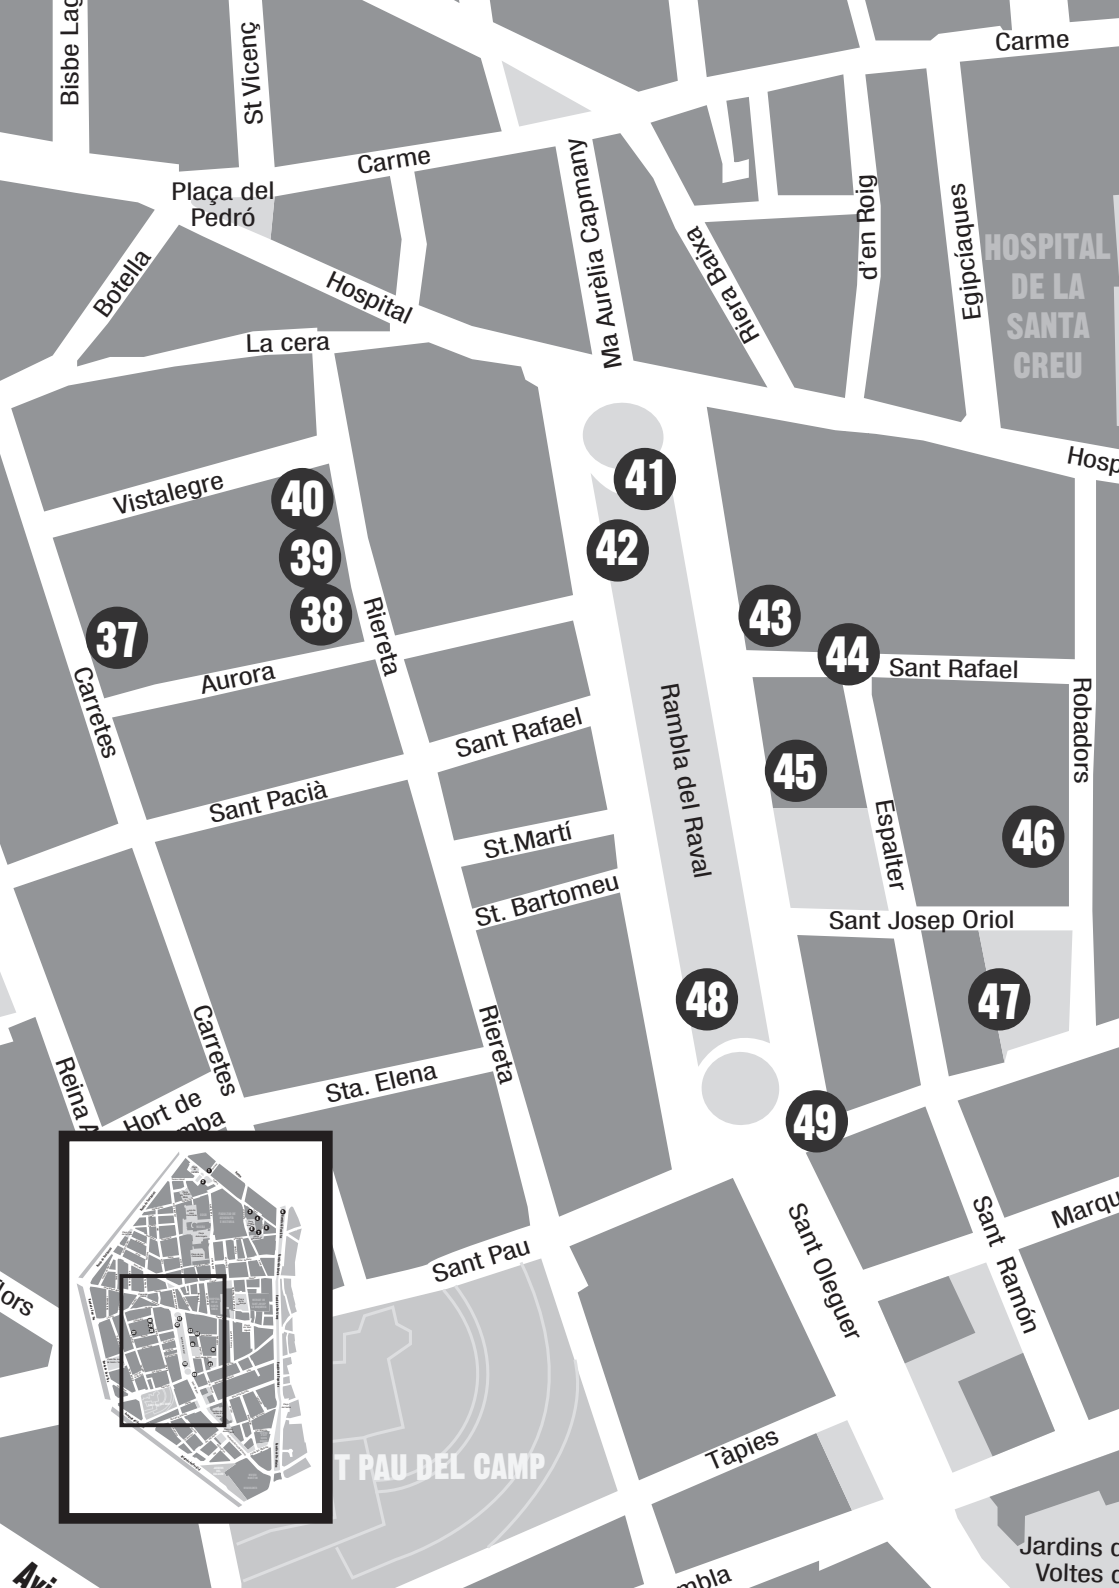 Bisbe Lag
St Vicenç
Carme
Carme
Plaça del
Pedró
Botella
Hospital
La cera
Ma Aurèlia Capmany
Riera Baixa
d'en Roig
Egipcíaques
HOSPITAL
DE LA
SANTA
CREU
Hosp
Vistalegre
40
39
38
37
41
42
43
44
Carretes
Aurora
Riereta
Sant Rafael
Sant Rafael
Robadors
Rambla del Raval
Sant Pacià
St.Martí
St. Bartomeu
45
46
Espalter
Sant Josep Oriol
47
48
49
Carretes
Riereta
Reina A
Hort de
mba
Sta. Elena
Sant Pau
Sant Oleguer
Sant Ramón
Marqu
lors
T PAU DEL CAMP
Tàpies
mbla
Avi
Jardins d
Voltes d